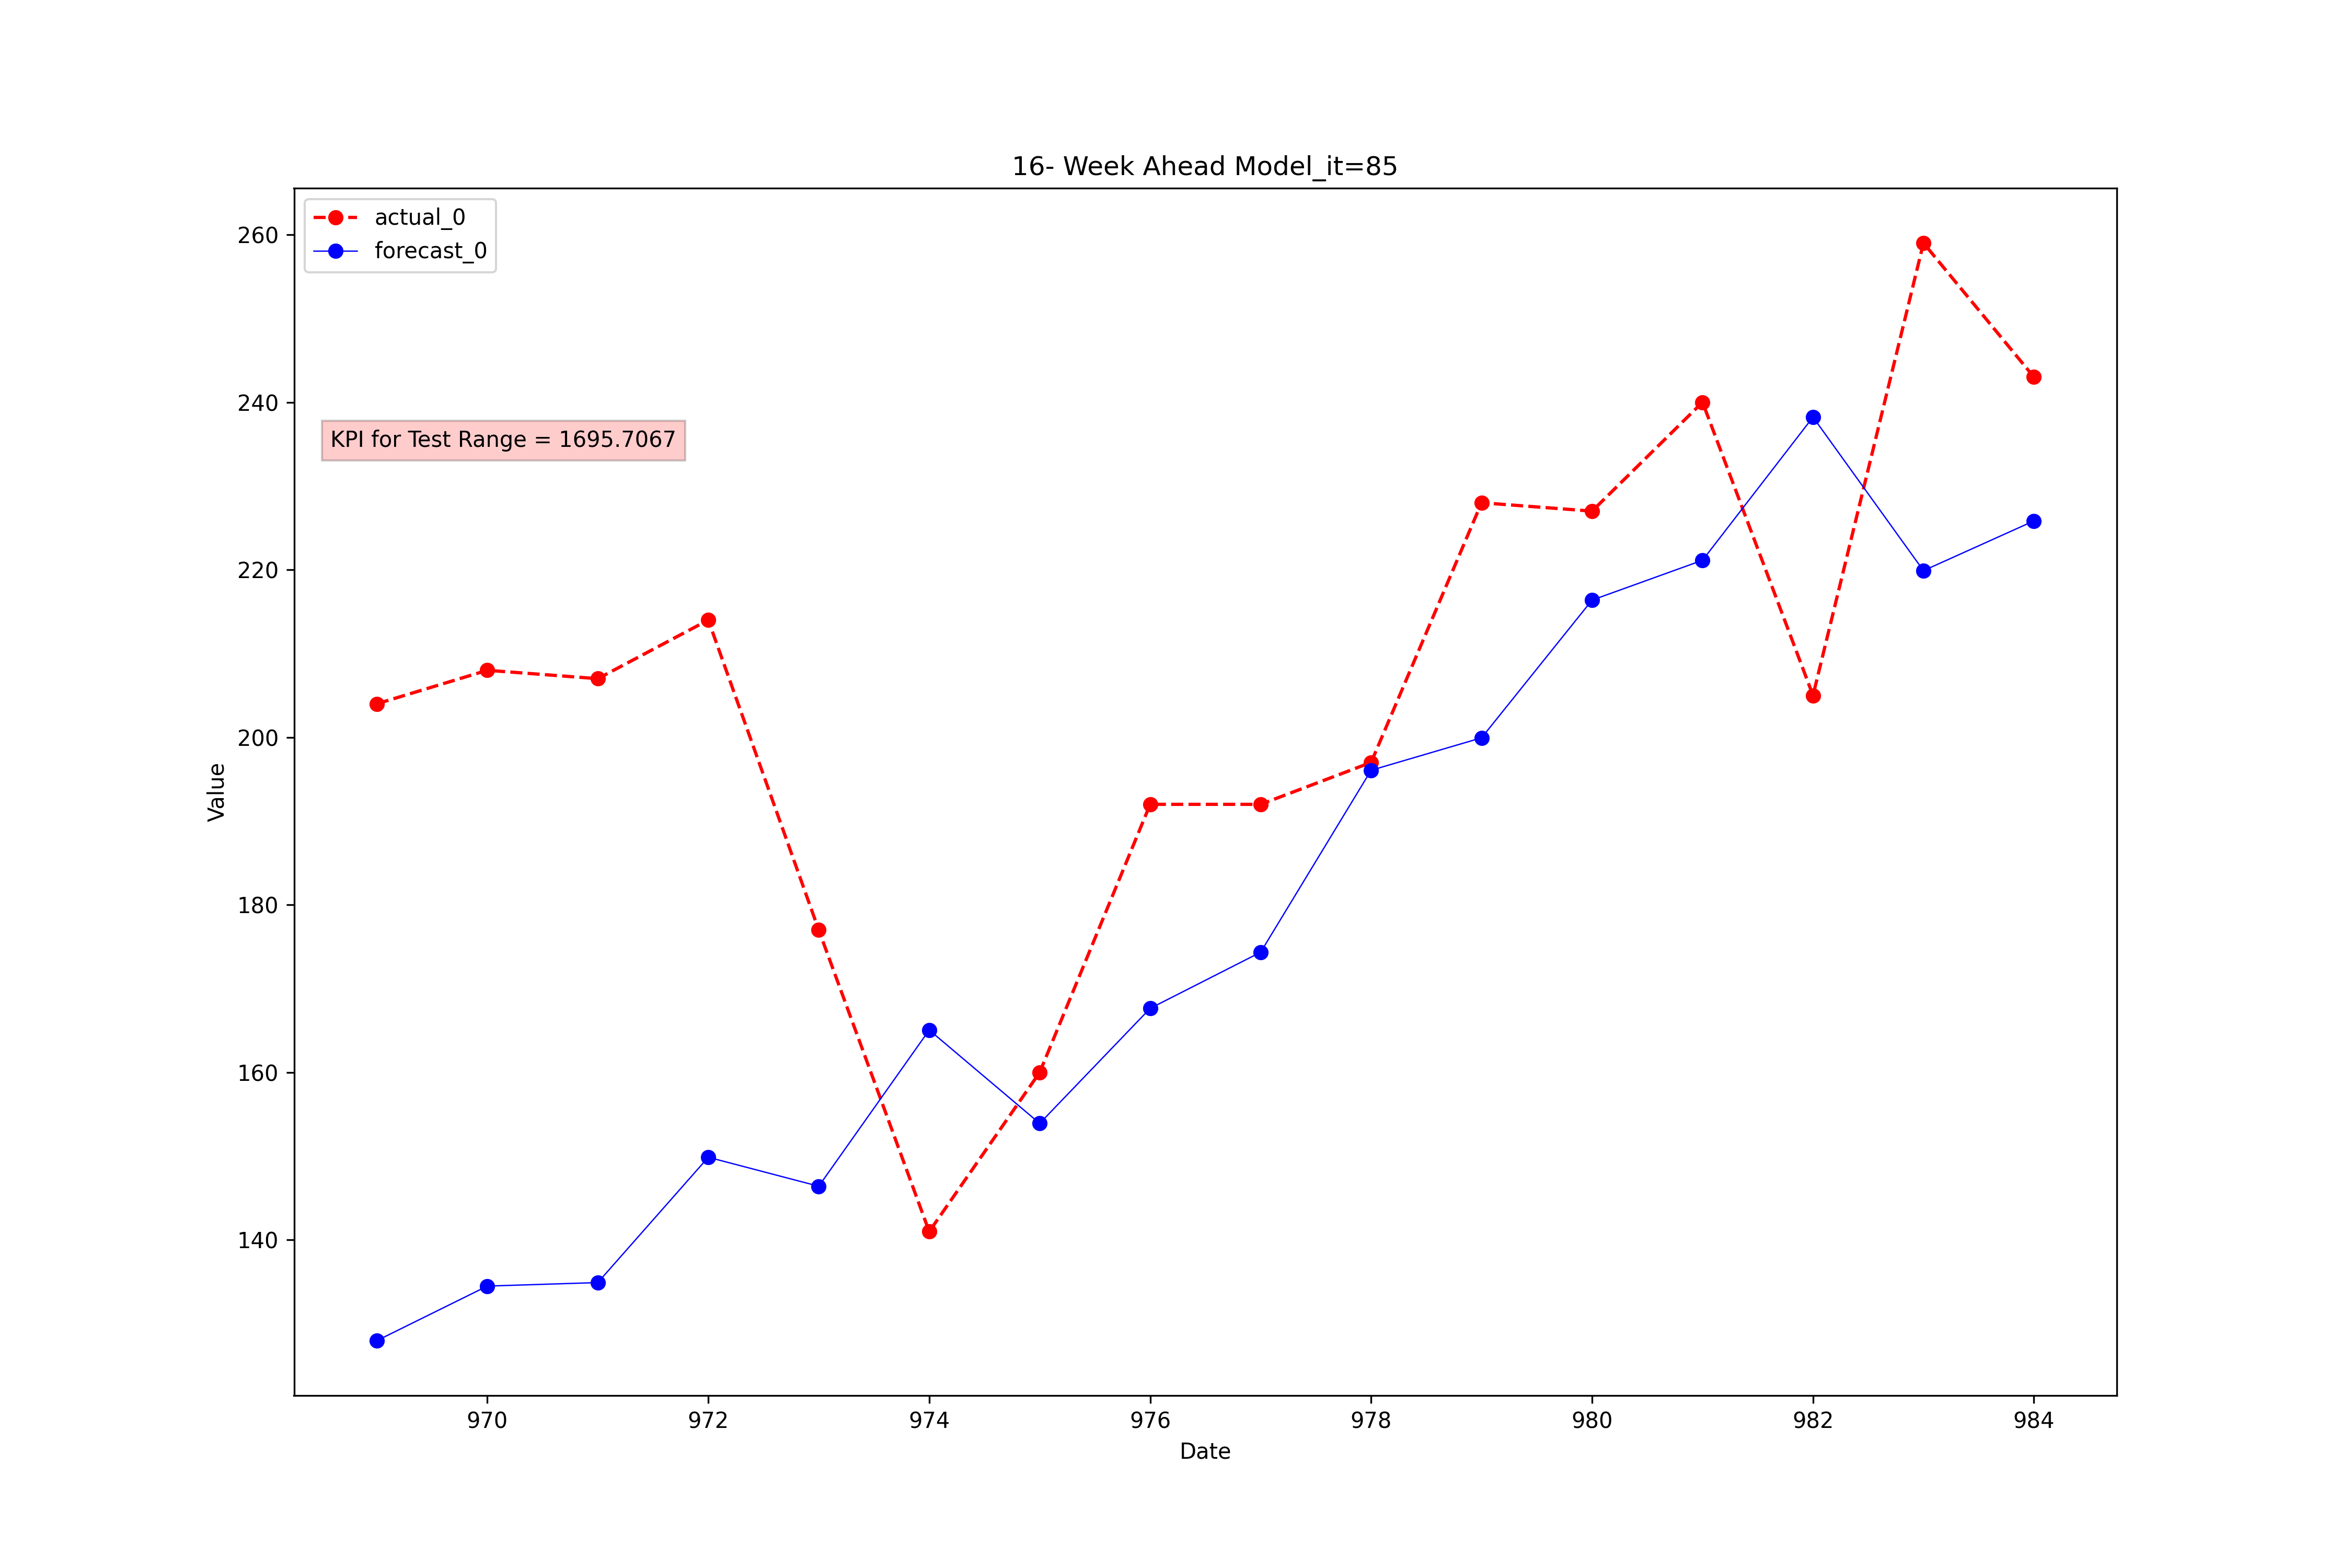 16- Week Ahead Model_it=85
actual_0
forecast_0
KPI for Test Range = 1695.7067
260
240
220
200
180
160
140
Value
970 972 974 976 978 980 982 984
Date